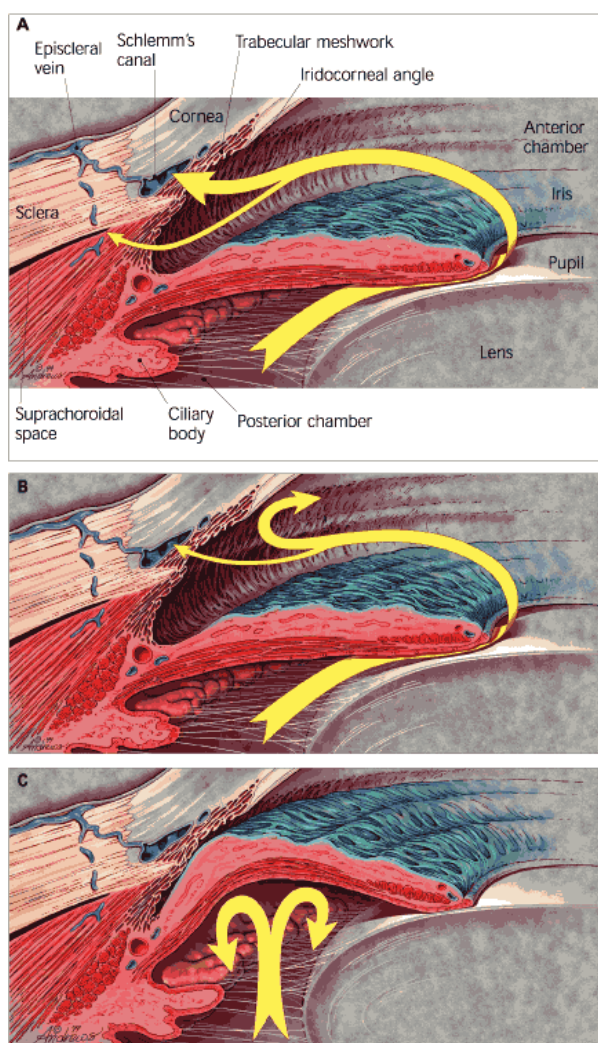 A
Episcleral
vein
Schlemm's
canal
Trabecular meshwork
Iridocorneal angle
Cornea
Anterior
chamber
Sclera
Iris
Pupil
Lens
Suprachoroidal
space
Ciliary
body
Posterior chamber
B
C